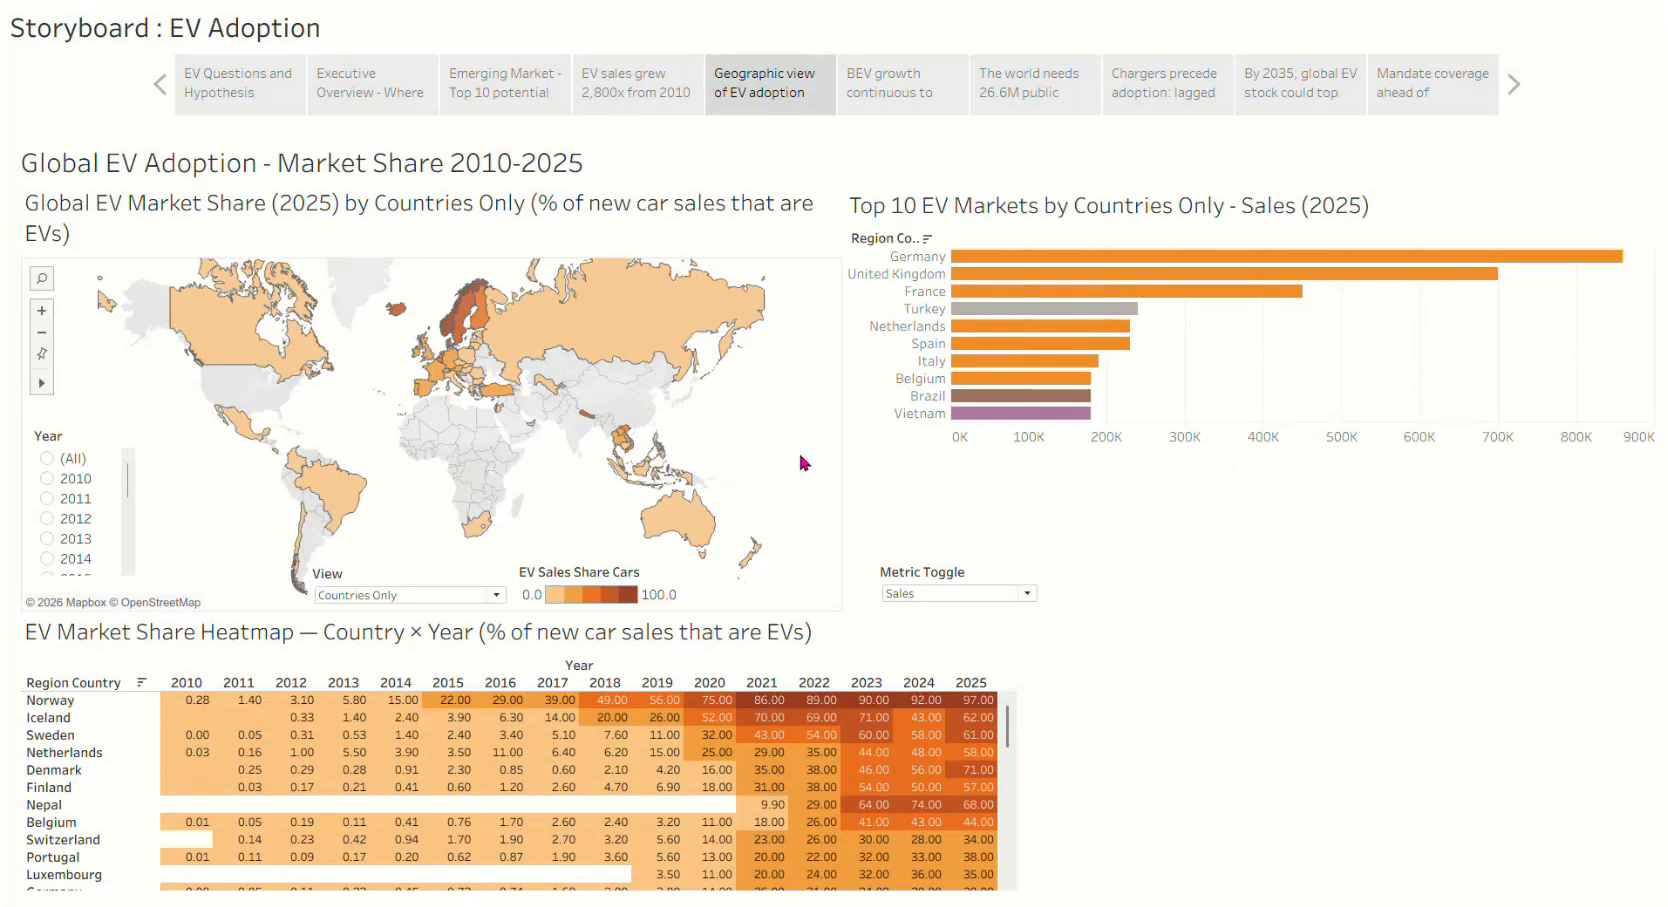 Storyboard : EV Adoption
EV Questions and
Hypothesis
Executive
Overview - Where
Emerging Market -
Top 10 potential
EV sales grew
2,800x from 2010
Geographic view
of EV adoption
BEV growth
continuous to
The world needs
26.6M public
Chargers precede
adoption: lagged
By 2035, global EV
stock could top
Mandate coverage
ahead of
Global EV Adoption - Market Share 2010-2025
Global EV Market Share (2025) by Countries Only (% of new car sales that are
EVs)
Year
(All)
2010
2011
2012
2013
2014
View
Countries Only
EV Sales Share Cars
0.0 100.0
© 2026 Mapbox © OpenStreetMap
Top 10 EV Markets by Countries Only - Sales (2025)
Region Co..
Germany
United Kingdom
France
Turkey
Netherlands
Spain
Italy
Belgium
Brazil
Vietnam
0K 100K 200K 300K 400K 500K 600K 700K 800K 900K
Metric Toggle
Sales
EV Market Share Heatmap — Country × Year (% of new car sales that are EVs)
Year
Region Country 2010 2011 2012 2013 2014 2015 2016 2017 2018 2019 2020 2021 2022 2023 2024 2025
Norway 0.28 1.40 3.10 5.80 15.00 22.00 29.00 39.00 49.00 56.00 75.00 86.00 89.00 90.00 92.00 97.00
Iceland 0.33 1.40 2.40 3.90 6.30 14.00 20.00 26.00 52.00 70.00 69.00 71.00 43.00 62.00
Sweden 0.00 0.05 0.31 0.53 1.40 2.40 3.40 5.10 7.60 11.00 32.00 43.00 54.00 60.00 58.00 61.00
Netherlands 0.03 0.16 1.00 5.50 3.90 3.50 11.00 6.40 6.20 15.00 25.00 29.00 35.00 44.00 48.00 58.00
Denmark 0.25 0.29 0.28 0.91 2.30 0.85 0.60 2.10 4.20 16.00 35.00 38.00 46.00 56.00 71.00
Finland 0.03 0.17 0.21 0.41 0.60 1.20 2.60 4.70 6.90 18.00 31.00 38.00 54.00 50.00 57.00
Nepal 9.90 29.00 64.00 74.00 68.00
Belgium 0.01 0.05 0.19 0.11 0.41 0.76 1.70 2.60 2.40 3.20 11.00 18.00 26.00 41.00 43.00 44.00
Switzerland 0.14 0.23 0.42 0.94 1.70 1.90 2.70 3.20 5.60 14.00 23.00 26.00 30.00 28.00 34.00
Portugal 0.01 0.11 0.09 0.17 0.20 0.62 0.87 1.90 3.60 5.60 13.00 20.00 22.00 32.00 33.00 38.00
Luxembourg 3.50 11.00 20.00 24.00 32.00 36.00 35.00